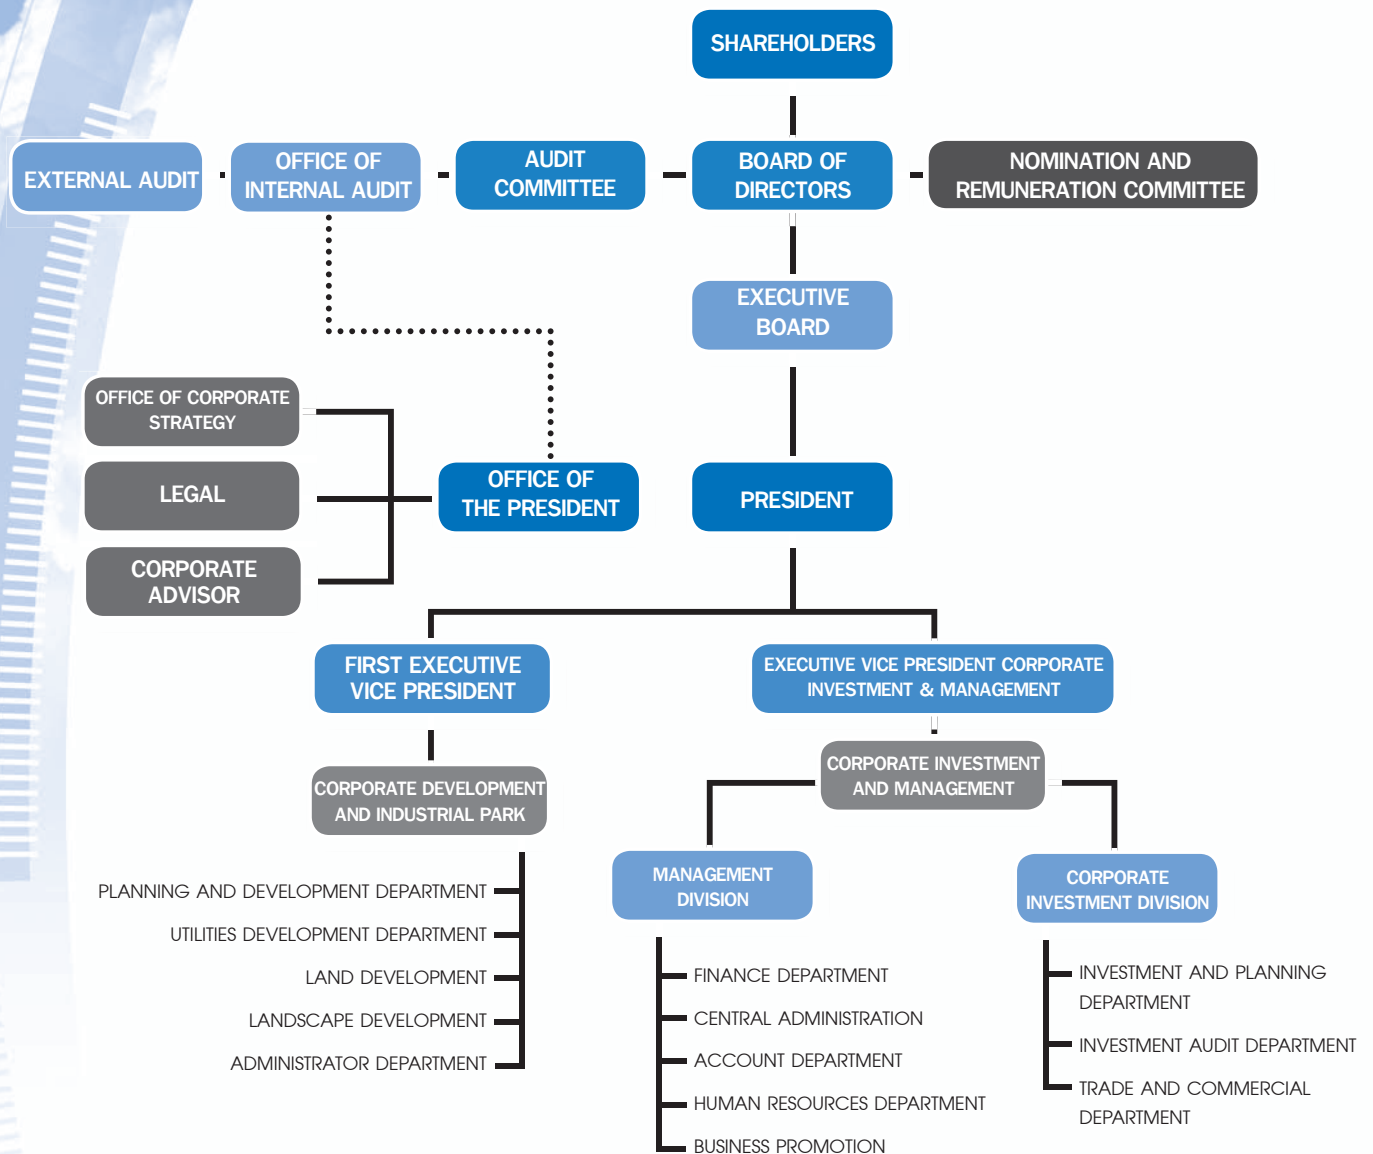 SHAREHOLDERS
EXTERNAL AUDIT
OFFICE OF
INTERNAL AUDIT
AUDIT
COMMITTEE
BOARD OF
DIRECTORS
NOMINATION AND
REMUNERATION COMMITTEE
EXECUTIVE
BOARD
OFFICE OF CORPORATE
STRATEGY
LEGAL
CORPORATE
ADVISOR
OFFICE OF
THE PRESIDENT
PRESIDENT
FIRST EXECUTIVE
VICE PRESIDENT
EXECUTIVE VICE PRESIDENT CORPORATE
INVESTMENT & MANAGEMENT
CORPORATE DEVELOPMENT
AND INDUSTRIAL PARK
CORPORATE INVESTMENT
AND MANAGEMENT
PLANNING AND DEVELOPMENT DEPARTMENT
UTILITIES DEVELOPMENT DEPARTMENT
LAND DEVELOPMENT
LANDSCAPE DEVELOPMENT
ADMINISTRATOR DEPARTMENT
MANAGEMENT
DIVISION
FINANCE DEPARTMENT
CENTRAL ADMINISTRATION
ACCOUNT DEPARTMENT
HUMAN RESOURCES DEPARTMENT
BUSINESS PROMOTION
CORPORATE
INVESTMENT DIVISION
INVESTMENT AND PLANNING
DEPARTMENT
INVESTMENT AUDIT DEPARTMENT
TRADE AND COMMERCIAL
DEPARTMENT